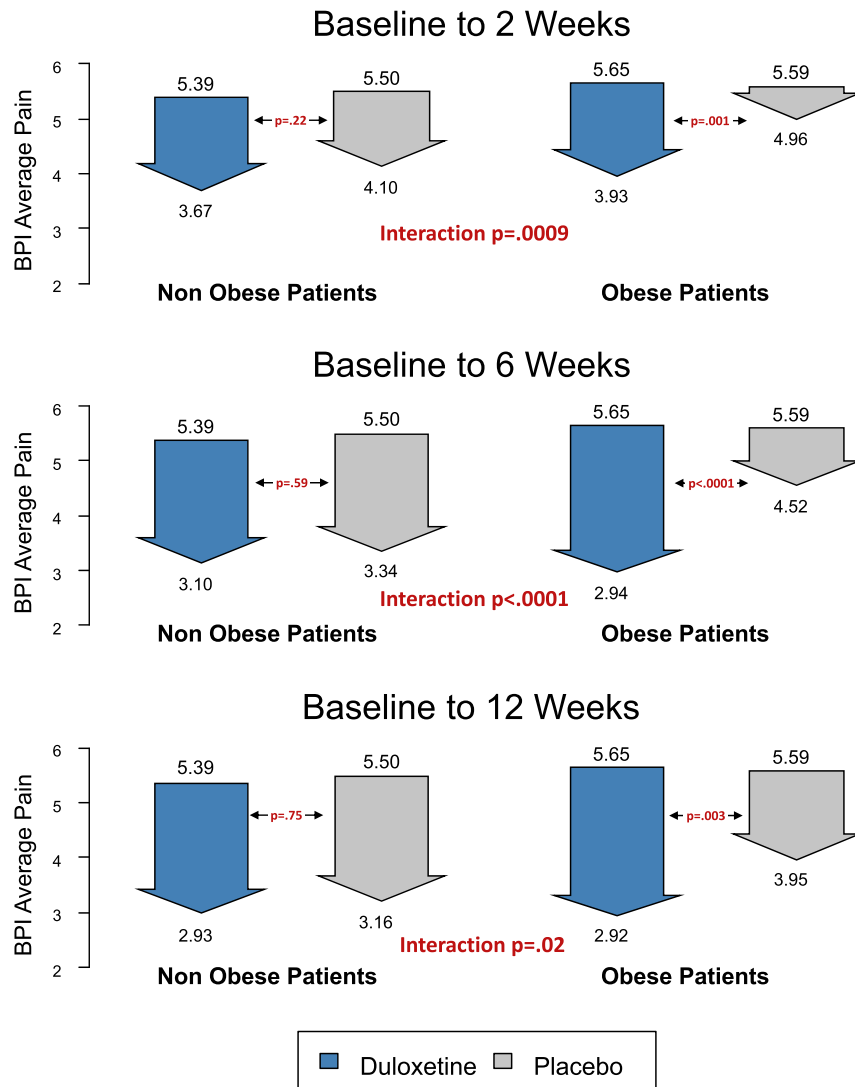 Baseline to 2 Weeks
BPI Average Pain
6
5
4
3
2
5.39
5.50
5.65
5.59
p=.22
p=.001
3.67
4.10
3.93
4.96
Interaction p=.0009
Non Obese Patients
Obese Patients
Baseline to 6 Weeks
BPI Average Pain
6
5
4
3
2
5.39
5.50
5.65
5.59
p=.59
p<.0001
3.10
3.34
2.94
4.52
Interaction p<.0001
Non Obese Patients
Obese Patients
Baseline to 12 Weeks
BPI Average Pain
6
5
4
3
2
5.39
5.50
5.65
5.59
p=.75
p=.003
2.93
3.16
2.92
3.95
Interaction p=.02
Non Obese Patients
Obese Patients
Duloxetine
Placebo